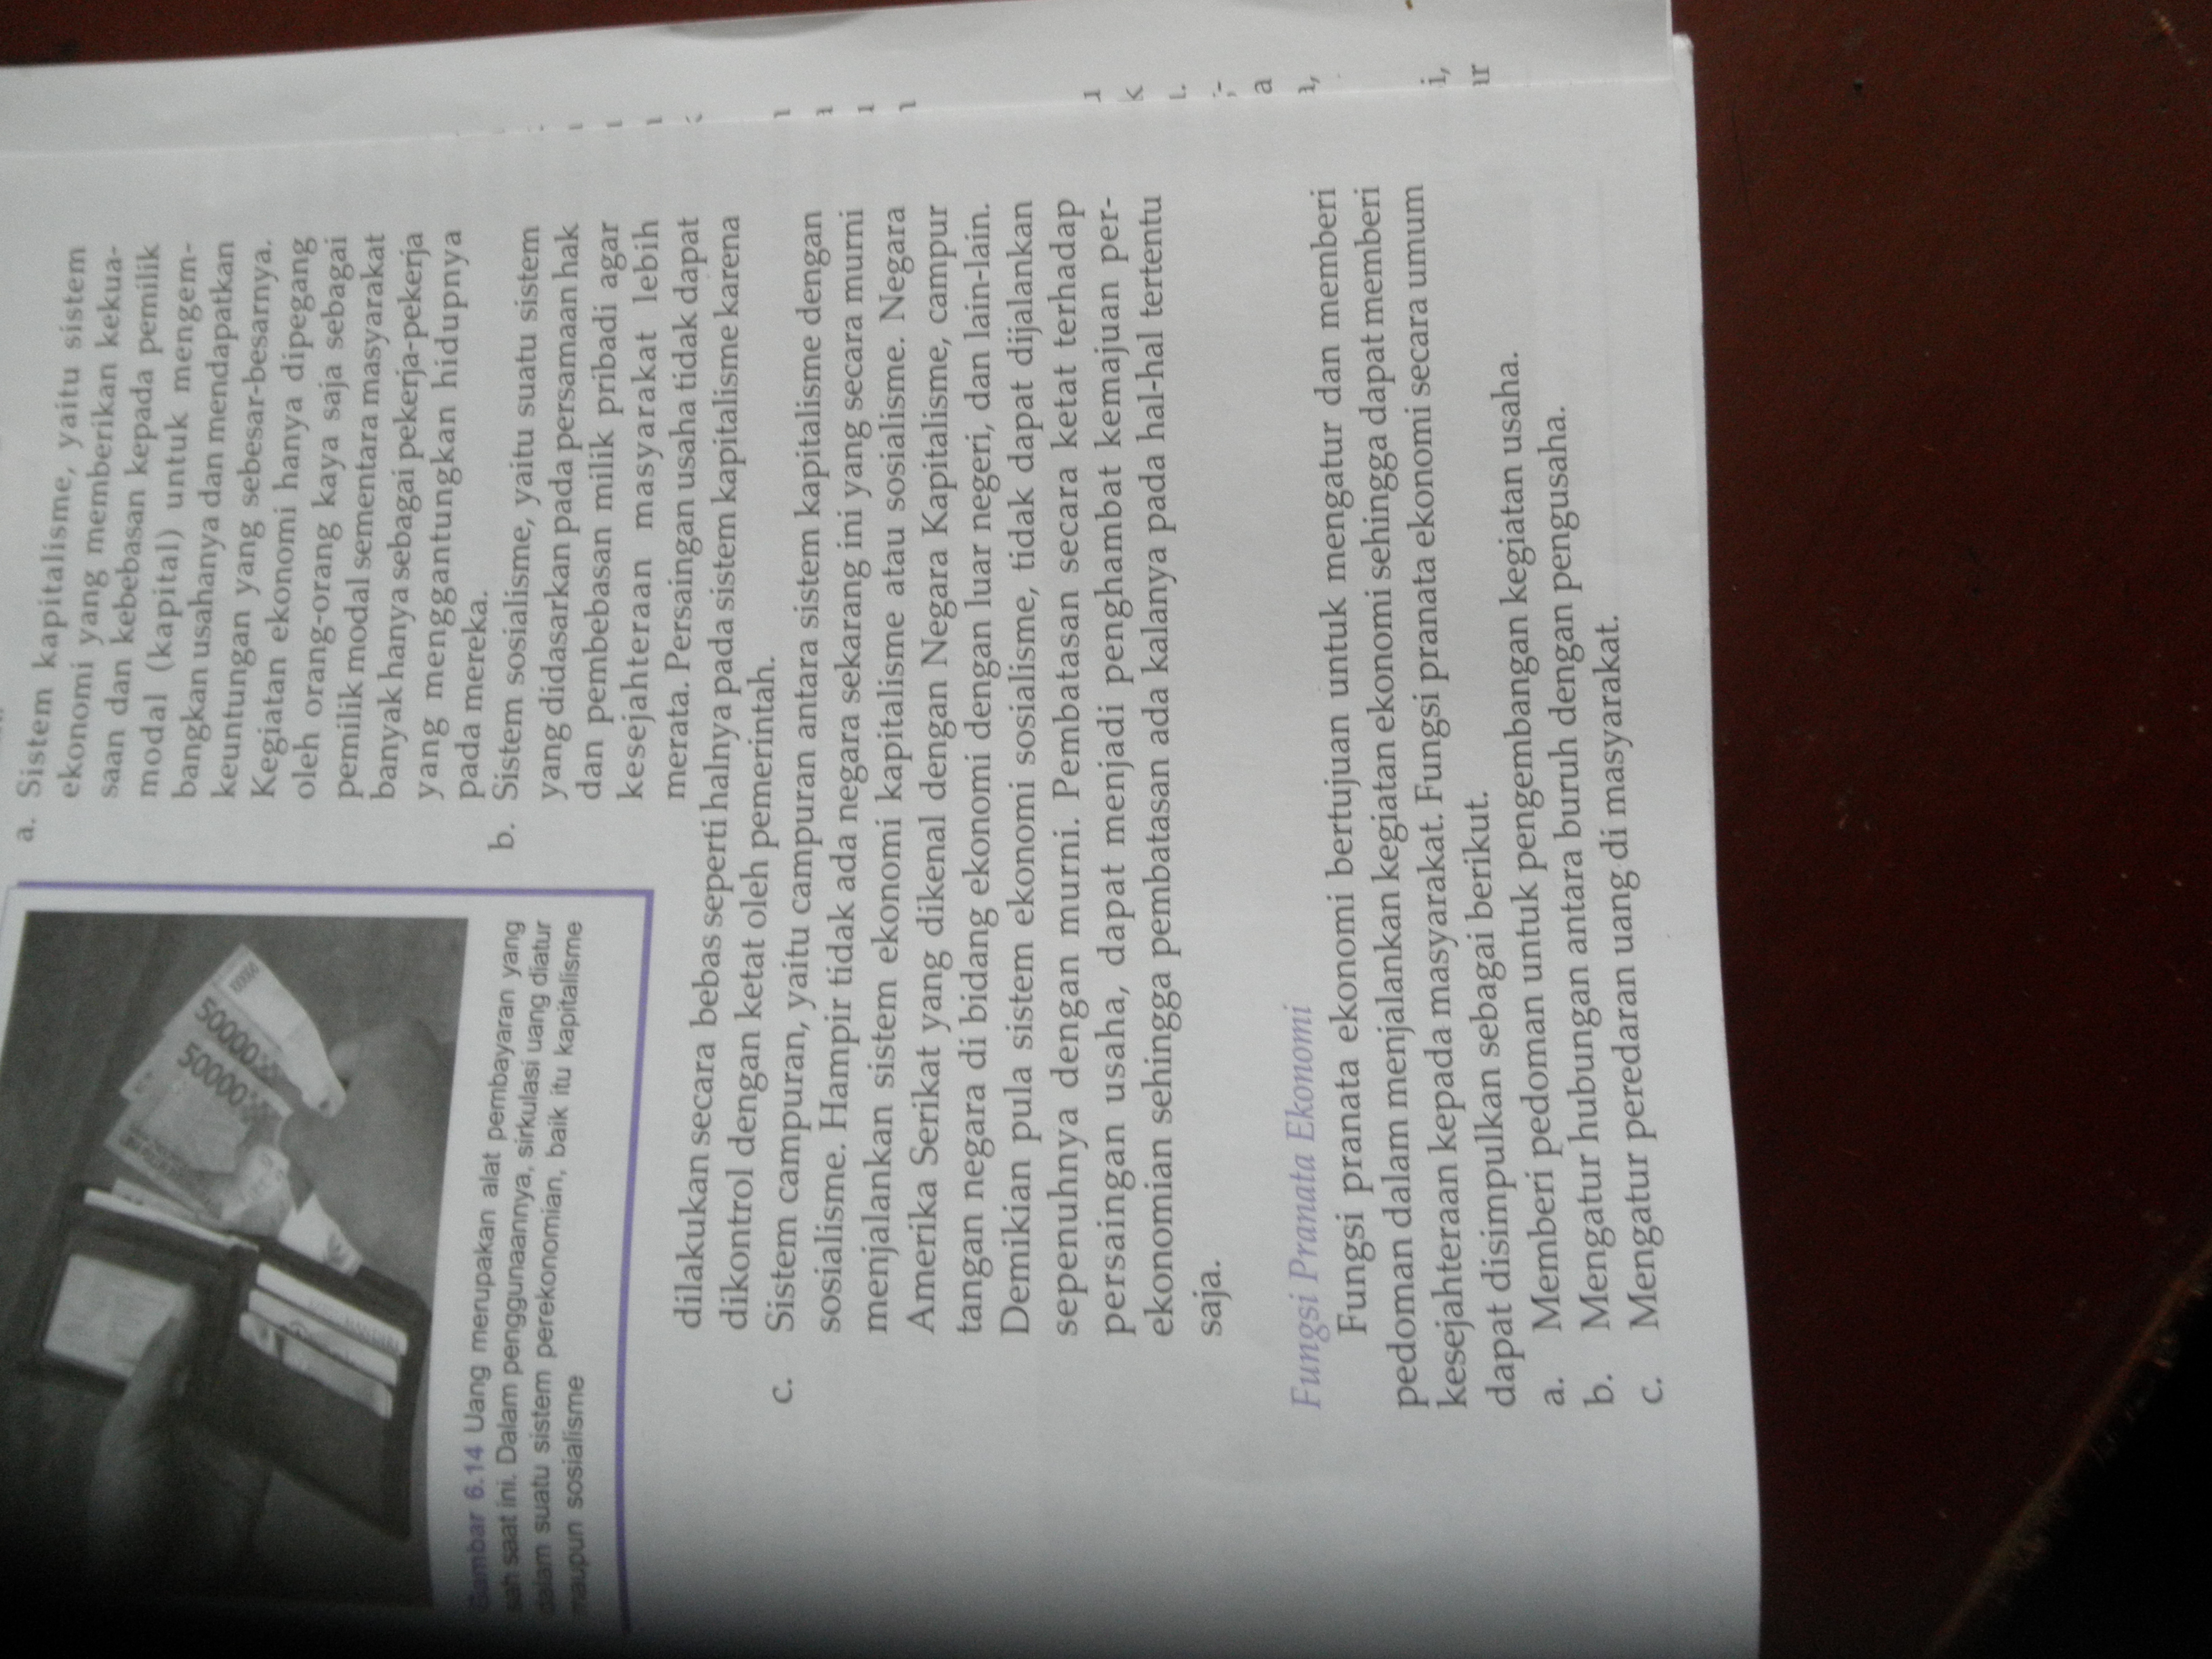 a. Sistem kapitalisme, yaitu sistem
ekonomi yang memberikan kekua-
saan dan kebebasan kepada pemilik
modal (kapital) untuk mengem-
bangkan usahanya dan mendapatkan
keuntungan yang sebesar-besarnya.
Kegiatan ekonomi hanya dipegang
oleh orang-orang kaya saja sebagai
pemilik modal sementara masyarakat
banyak hanya sebagai pekerja-pekerja
yang menggantungkan hidupnya
pada mereka.
b. Sistem sosialisme, yaitu suatu sistem
yang didasarkan pada persamaan hak
dan pembebasan milik pribadi agar
kesejahteraan masyarakat lebih
merata. Persaingan usaha tidak dapat
50000
50000
Gambar 6.14 Uang merupakan alat pembayaran yang
sah saat ini. Dalam penggunaannya, sirkulasi uang diatur
dalam suatu sistem perekonomian, baik itu kapitalisme
maupun sosialisme
dilakukan secara bebas seperti halnya pada sistem kapitalisme karena
dikontrol dengan ketat oleh pemerintah.
c. Sistem campuran, yaitu campuran antara sistem kapitalisme dengan
sosialisme. Hampir tidak ada negara sekarang ini yang secara murni
menjalankan sistem ekonomi kapitalisme atau sosialisme. Negara
Amerika Serikat yang dikenal dengan Negara Kapitalisme, campur
tangan negara di bidang ekonomi dengan luar negeri, dan lain-lain.
Demikian pula sistem ekonomi sosialisme, tidak dapat dijalankan
sepenuhnya dengan murni. Pembatasan secara ketat terhadap
persaingan usaha, dapat menjadi penghambat kemajuan per-
ekonomian sehingga pembatasan ada kalanya pada hal-hal tertentu
saja.
Fungsi Pranata Ekonomi
Fungsi pranata ekonomi bertujuan untuk mengatur dan memberi
pedoman dalam menjalankan kegiatan ekonomi sehingga dapat memberi
kesejahteraan kepada masyarakat. Fungsi pranata ekonomi secara umum
dapat disimpulkan sebagai berikut.
a. Memberi pedoman untuk pengembangan kegiatan usaha.
b. Mengatur hubungan antara buruh dengan pengusaha.
c. Mengatur peredaran uang di masyarakat.